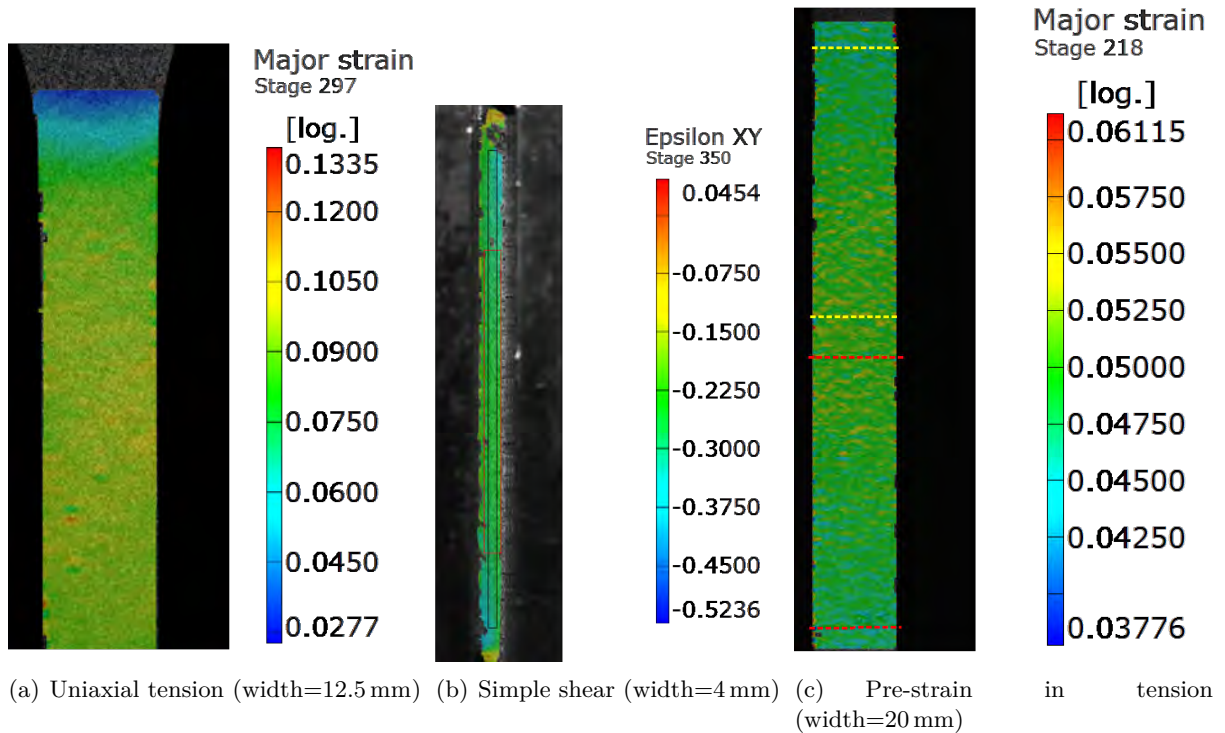 Major strain
Stage 297
[log.]
0.1335
0.1200
0.1050
0.0900
0.0750
0.0600
0.0450
0.0277
Epsilon XY
Stage 350
0.0454
-0.0750
-0.1500
-0.2250
-0.3000
-0.3750
-0.4500
-0.5236
Major strain
Stage 218
[log.]
0.06115
0.05750
0.05500
0.05250
0.05000
0.04750
0.04500
0.04250
0.03776
(a) Uniaxial tension (width=12.5 mm)
(b) Simple shear (width=4 mm)
(c) Pre-strain in tension
(width=20 mm)